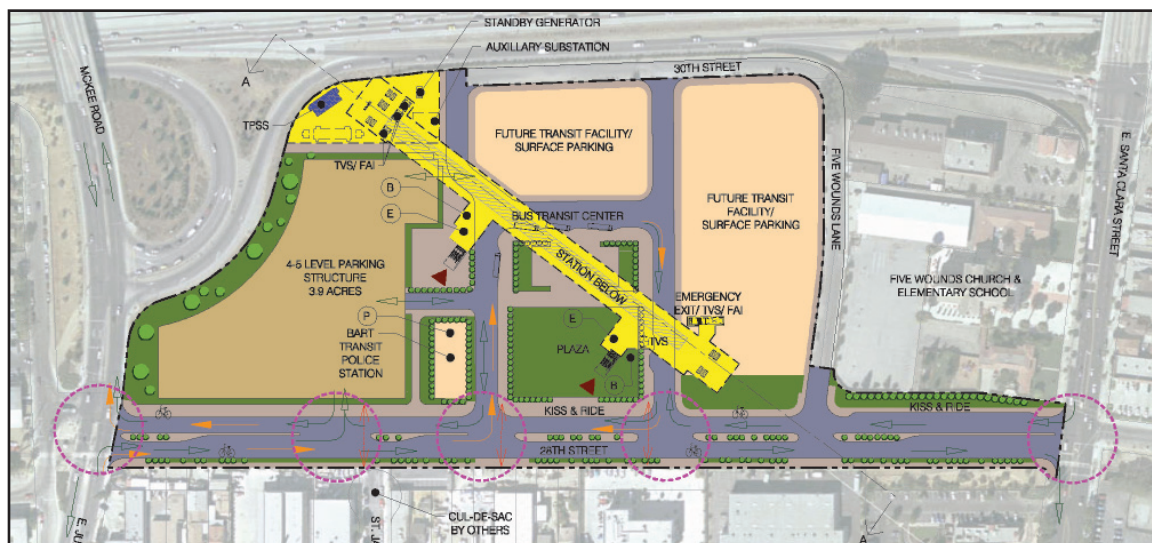 STANDBY GENERATOR
AUXILLARY SUBSTATION
30TH STREET
A
MCKEE ROAD
TPSS
TVS/ FAI
B
E
FUTURE TRANSIT FACILITY/
SURFACE PARKING
BUS TRANSIT CENTER
FUTURE TRANSIT
FACILITY/
SURFACE PARKING
FIVE WOUNDS LANE
E. SANTA CLARA STREET
4-5 LEVEL PARKING
STRUCTURE
3.9 ACRES
STATION BELOW
FIVE WOUNDS CHURCH &
ELEMENTARY SCHOOL
EMERGENCY
EXIT/ TVS/ FAI
P
BART
TRANSIT
POLICE
STATION
E
PLAZA
TVS
B
KISS & RIDE
KISS & RIDE
28TH STREET
CUL-DE-SAC
BY OTHERS
A